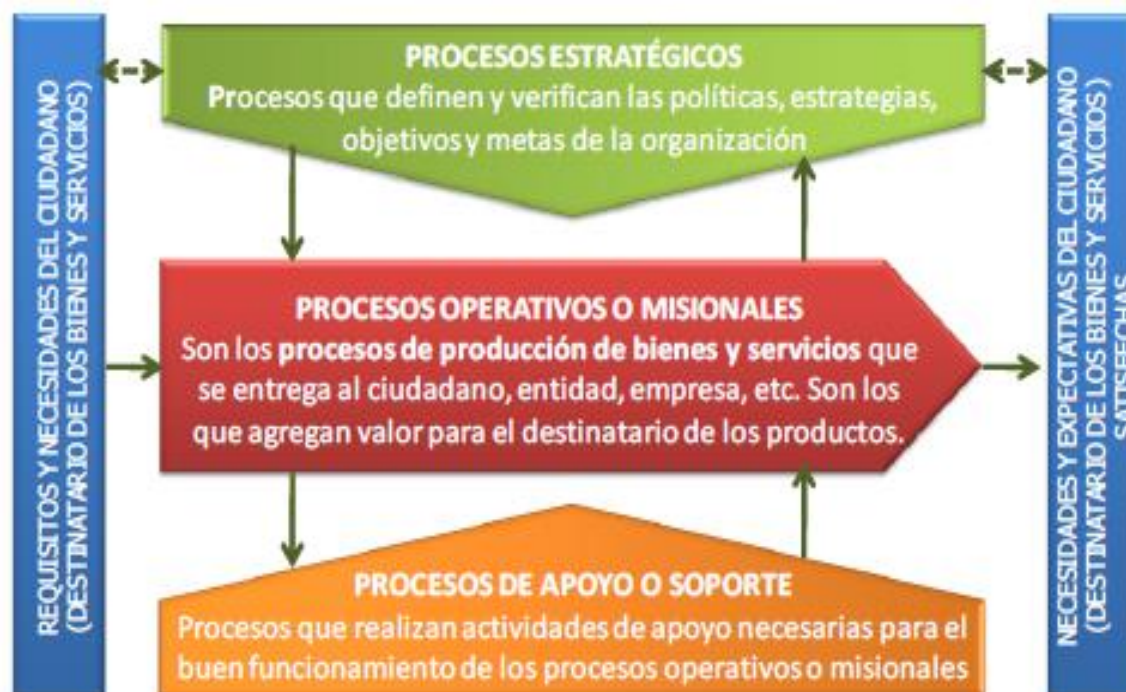 REQUISITOS Y NECESIDADES DEL CIUDADANO
(DESTINATARIO DE LOS BIENES Y SERVICIOS)
PROCESOS ESTRATÉGICOS
Procesos que definen y verifican las políticas, estrategias,
objetivos y metas de la organización
PROCESOS OPERATIVOS O MISIONALES
Son los procesos de producción de bienes y servicios que
se entrega al ciudadano, entidad, empresa, etc. Son los
que agregan valor para el destinatario de los productos.
PROCESOS DE APOYO O SOPORTE
Procesos que realizan actividades de apoyo necesarias para el
buen funcionamiento de los procesos operativos o misionales
NECESIDADES Y EXPECTATIVAS DEL CIUDADANO
(DESTINATARIO DE LOS BIENES Y SERVICIOS )
SATISFECHAS